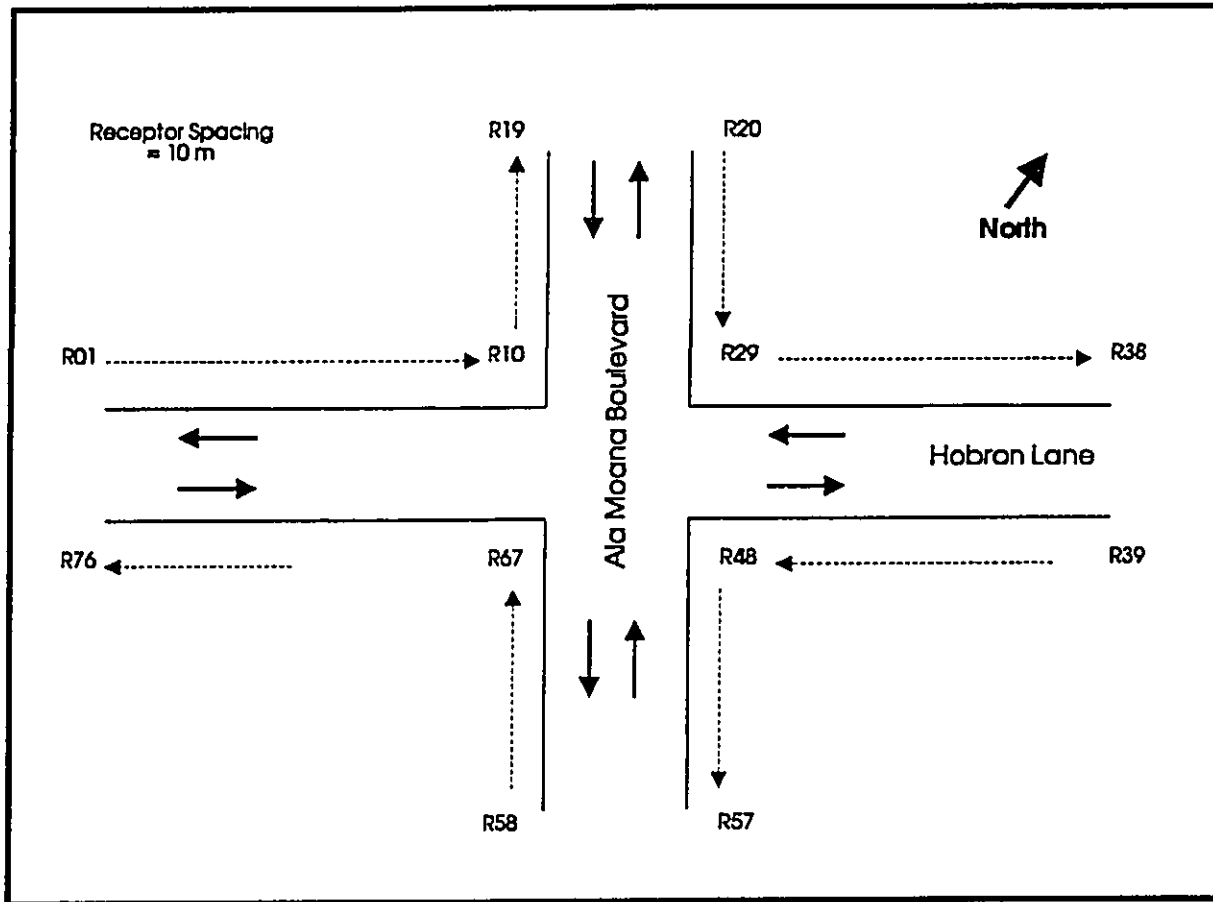 Receptor Spacing
= 10 m
R19
R20
North
R01
R10
R29
R38
Ala Moana Boulevard
Hobron Lane
R76
R67
R48
R39
R58
R57